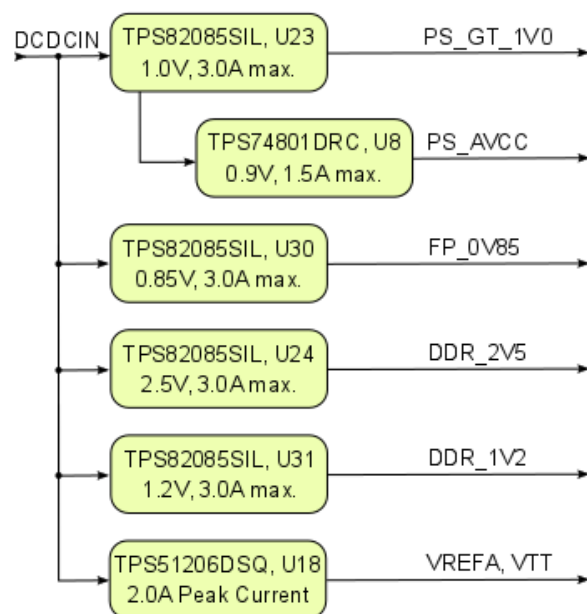 DCDCIN
TPS82085SIL, U23
1.0V, 3.0A max.
PS_GT_1V0
TPS74801DRC, U8
0.9V, 1.5A max.
PS_AVCC
TPS82085SIL, U30
0.85V, 3.0A max.
FP_0V85
TPS82085SIL, U24
2.5V, 3.0A max.
DDR_2V5
TPS82085SIL, U31
1.2V, 3.0A max.
DDR_1V2
TPS51206DSQ, U18
2.0A Peak Current
VREFA, VTT